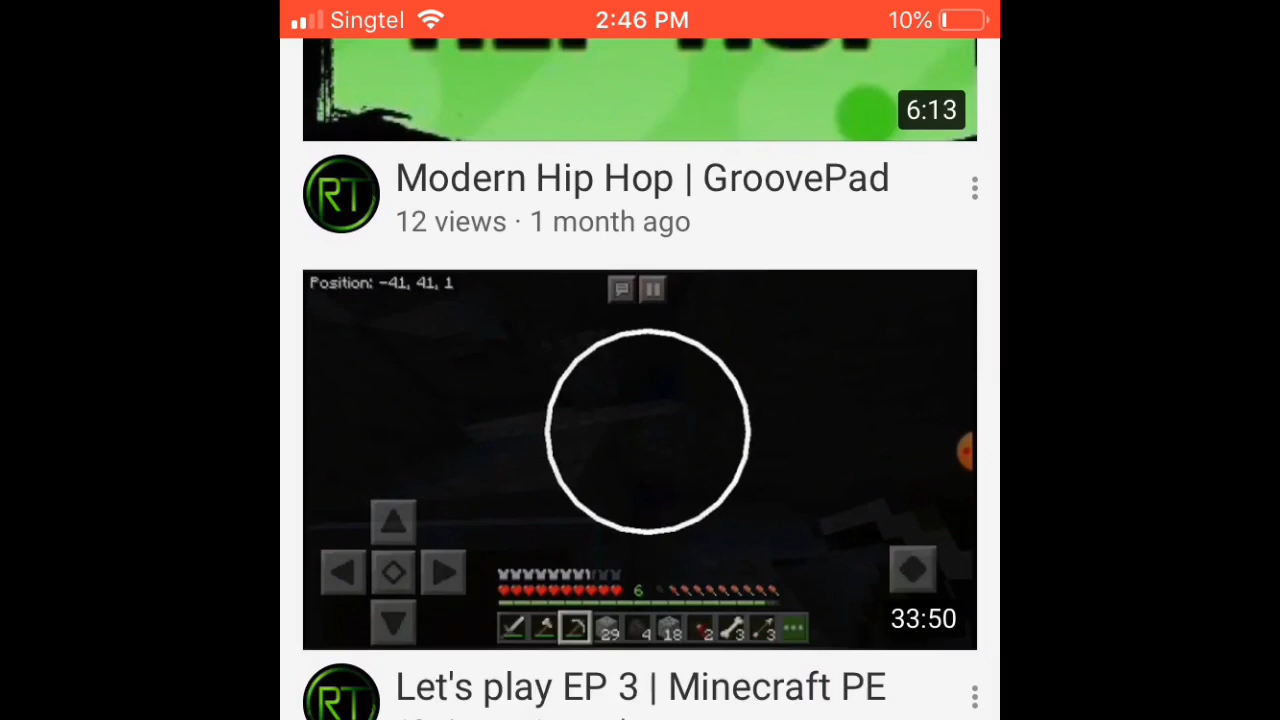 Singtel 2:46 PM 10%
6:13
RT
Modern Hip Hop | GroovePad
12 views · 1 month ago
Position: -41, 41, 1
6
29 4 18 2 3 3
33:50
RT
Let's play EP 3 | Minecraft PE